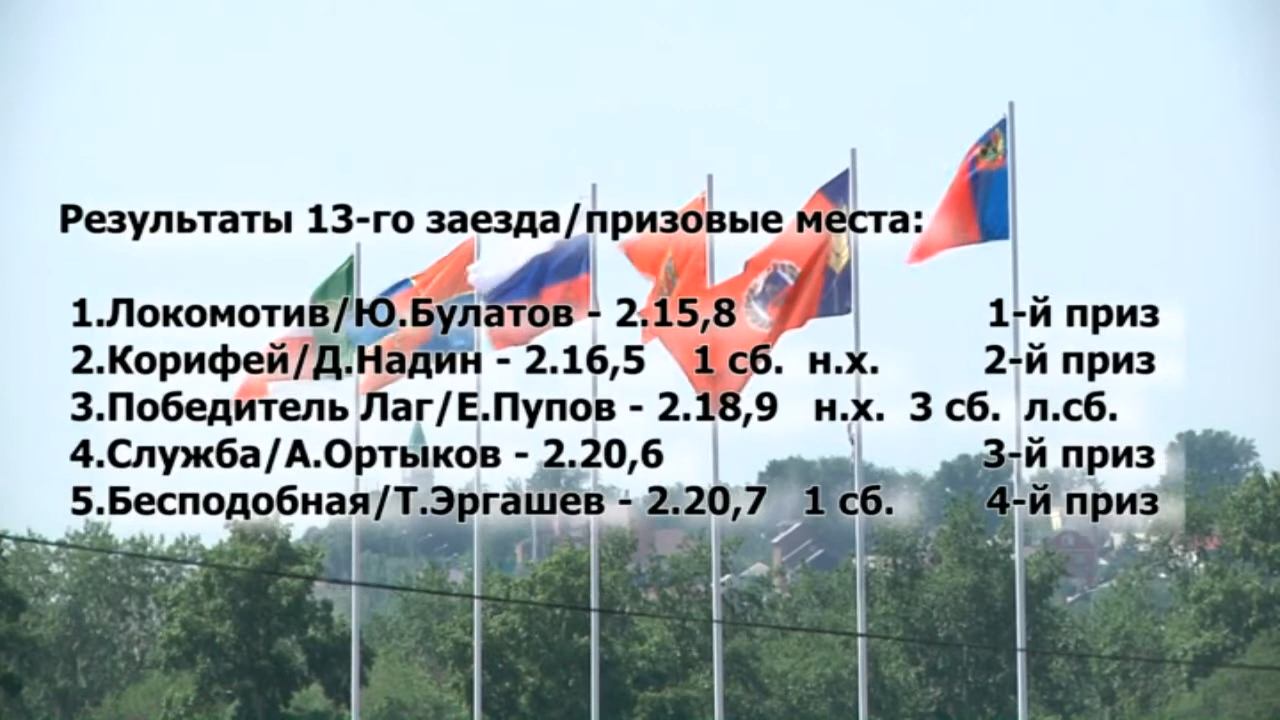 Результаты 13-го заезда/призовые места:
1.Локомотив/Ю.Булатов - 2.15,8 1-й приз
2.Корифей/Д.Надин - 2.16,5 1 сб. н.х. 2-й приз
3.Победитель Лаг/Е.Пупов - 2.18,9 н.х. 3 сб. л.сб.
4.Служба/А.Ортыков - 2.20,6 3-й приз
5.Бесподобная/Т.Эргашев - 2.20,7 1 сб. 4-й приз